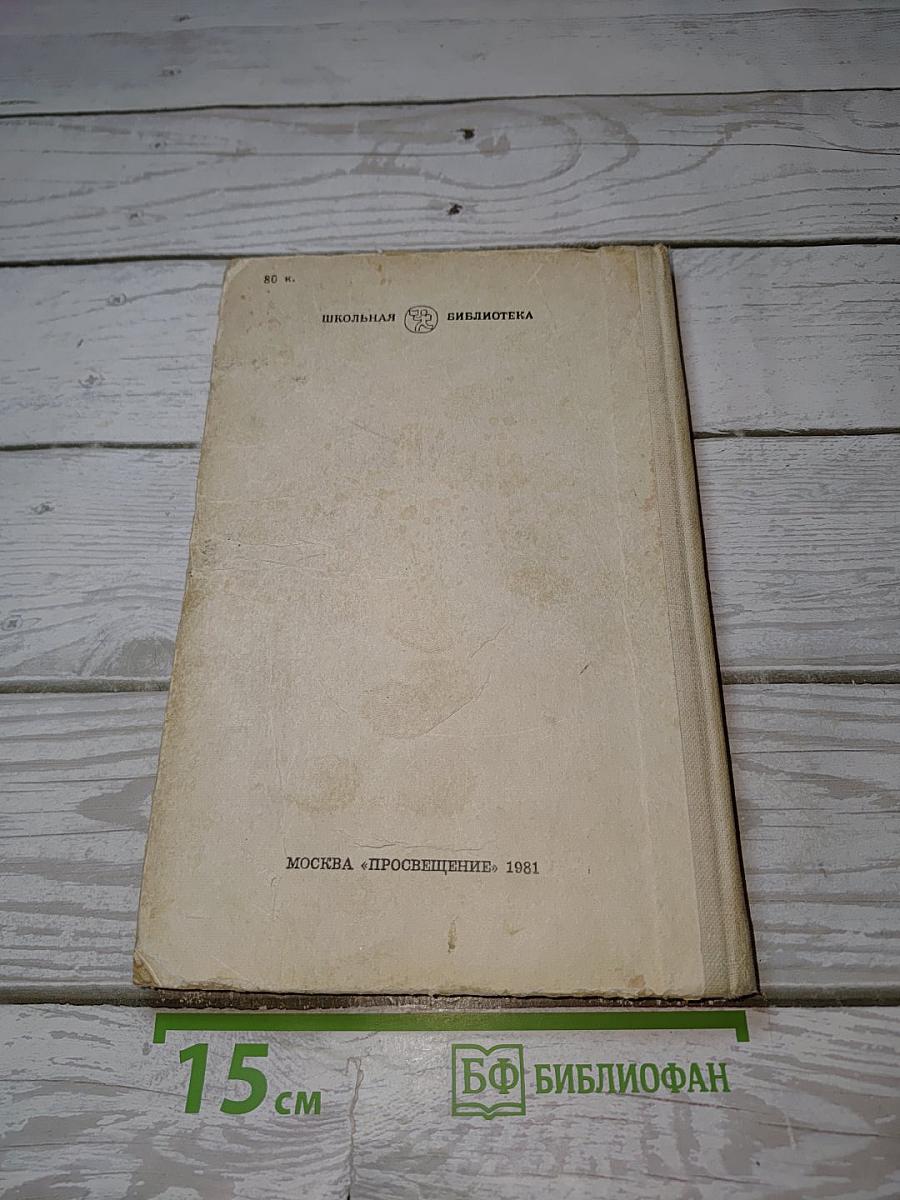 80 к.
ШКОЛЬНАЯ БИБЛИОТЕКА
МОСКВА «ПРОСВЕЩЕНИЕ» 1981
15 см
БФ БИБЛИОФАН